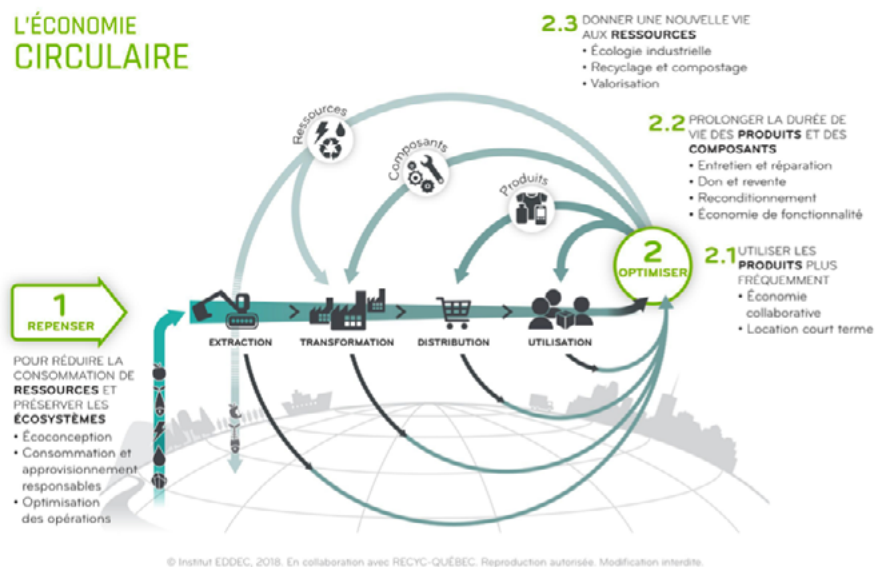 L'ÉCONOMIE
CIRCULAIRE
2.3 DONNER UNE NOUVELLE VIE
AUX RESSOURCES
• Écologie industrielle
• Recyclage et compostage
• Valorisation
2.2 PROLONGER LA DURÉE DE
VIE DES PRODUITS ET DES
COMPOSANTS
• Entretien et réparation
• Don et revente
• Reconditionnement
• Économie de fonctionnalité
Ressources
Composants
Produits
2
OPTIMISER
2.1 UTILISER LES
PRODUITS PLUS
FRÉQUEMMENT
• Économie
collaborative
• Location court terme
1
REPENSER
EXTRACTION
TRANSFORMATION
DISTRIBUTION
UTILISATION
POUR RÉDUIRE LA
CONSOMMATION DE
RESSOURCES ET
PRÉSERVER LES
ÉCOSYSTÈMES
• Écoconception
• Consommation et
approvisionnement
responsables
• Optimisation
des opérations
© Institut EDDEC, 2018. En collaboration avec RECYC-QUÉBEC. Reproduction autorisée. Modification interdite.